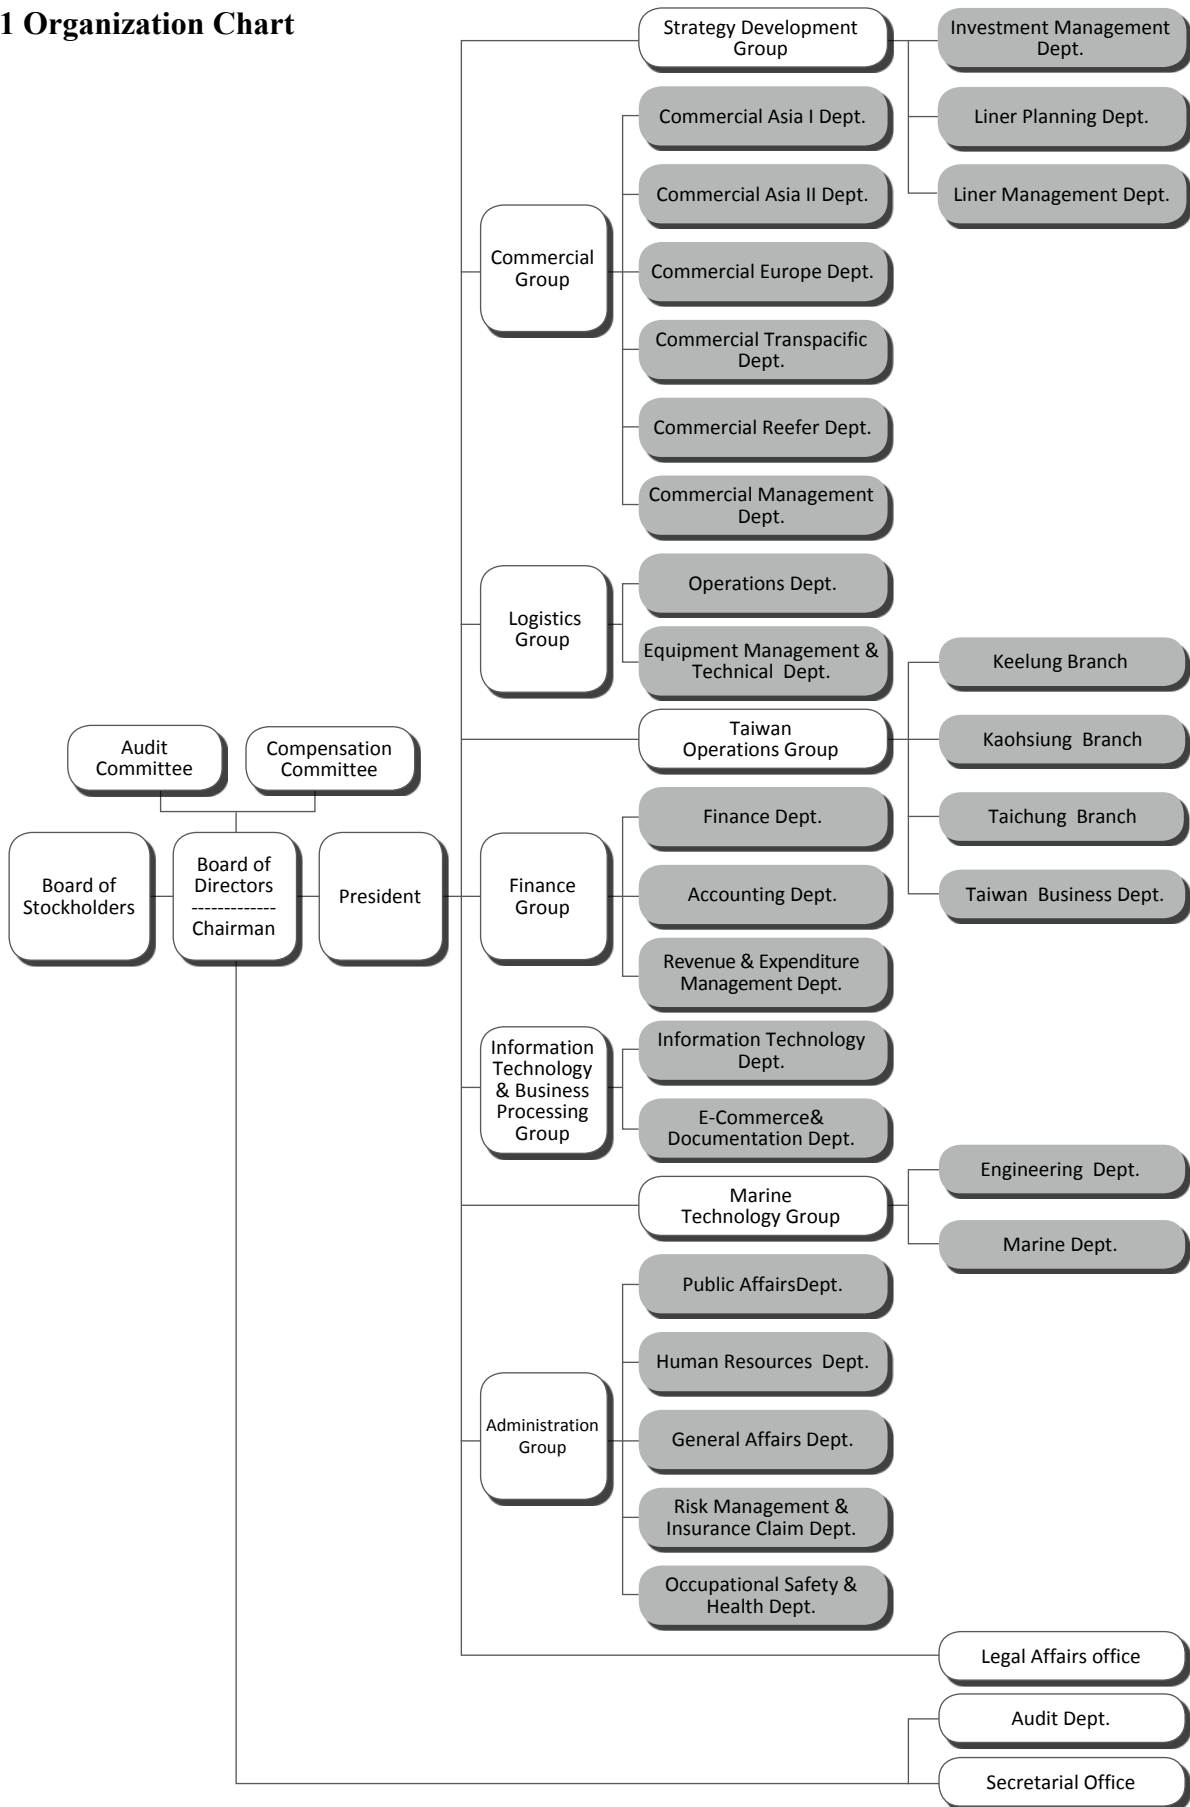 1 Organization Chart
Strategy Development
Group
Investment Management
Dept.
Liner Planning Dept.
Liner Management Dept.
Commercial
Group
Commercial Asia I Dept.
Commercial Asia II Dept.
Commercial Europe Dept.
Commercial Transpacific
Dept.
Commercial Reefer Dept.
Commercial Management
Dept.
Logistics
Group
Operations Dept.
Equipment Management &
Technical  Dept.
Taiwan
Operations Group
Keelung Branch
Kaohsiung  Branch
Taichung  Branch
Taiwan  Business Dept.
Audit
Committee
Compensation
Committee
Board of
Stockholders
Board of
Directors
-------------
Chairman
President
Finance
Group
Finance Dept.
Accounting Dept.
Revenue & Expenditure
Management Dept.
Information
Technology
& Business
Processing
Group
Information Technology
Dept.
E-Commerce&
Documentation Dept.
Marine
Technology Group
Engineering  Dept.
Marine Dept.
Administration
Group
Public AffairsDept.
Human Resources  Dept.
General Affairs Dept.
Risk Management &
Insurance Claim Dept.
Occupational Safety &
Health Dept.
Legal Affairs office
Audit Dept.
Secretarial Office